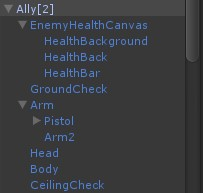 Ally[2]
EnemyHealthCanvas
HealthBackground
HealthBack
HealthBar
GroundCheck
Arm
Pistol
Arm2
Head
Body
CeilingCheck